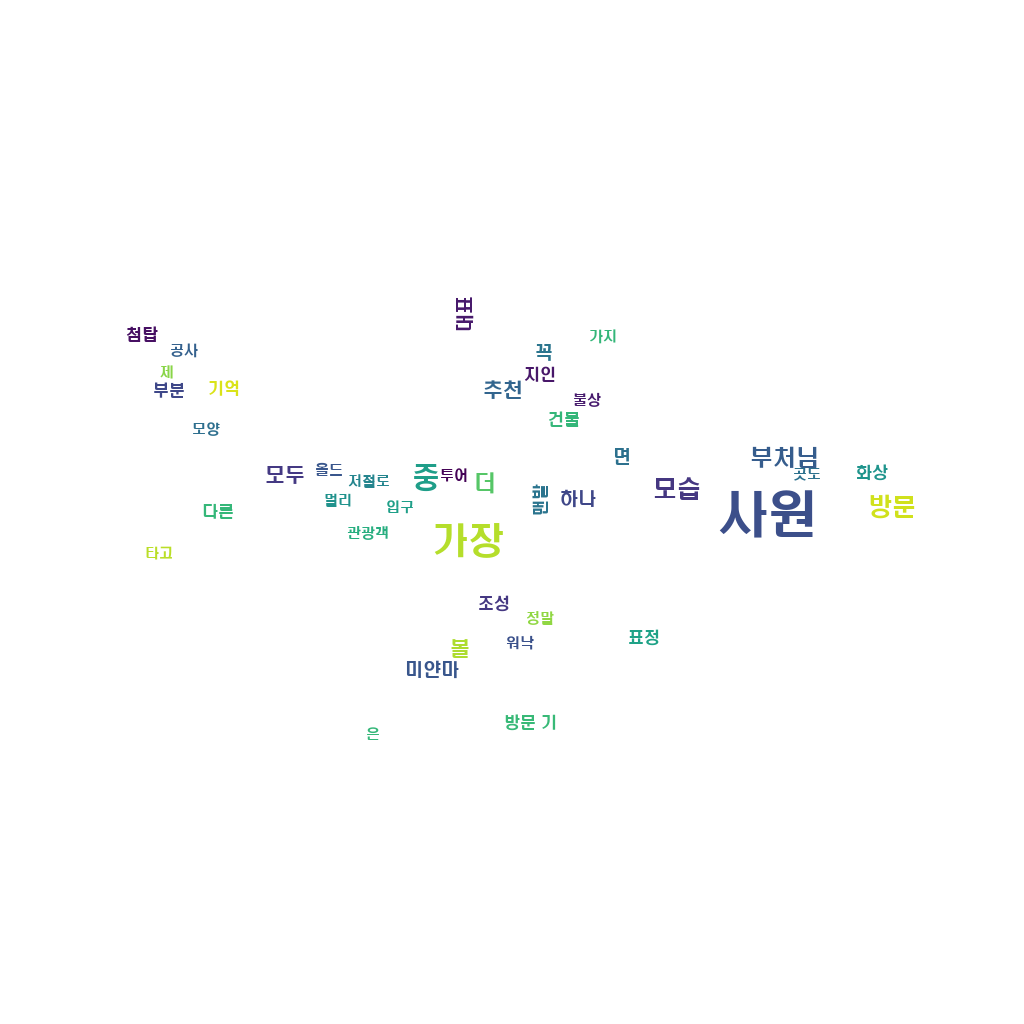 첨탑
공사
제
부분
기억
모양
꼭
가지
지인
추천
불상
건물
면
부처님
곳도
화상
모두
올드
저절로
중
투어
더
맨발
하나
모습
사원
방문
멀리
입구
다른
관광객
가장
타고
조성
정말
워낙
표정
볼
미얀마
방문 기
은